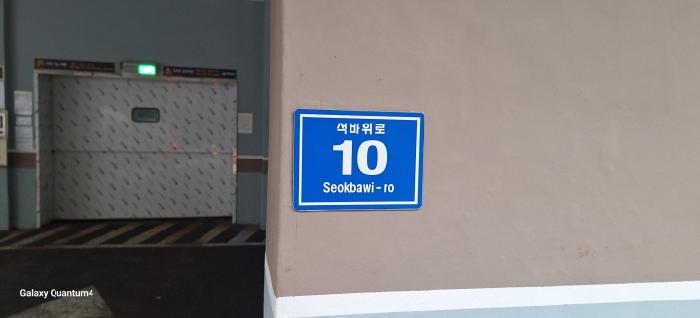 석바위로
10
Seokbawi-ro
Galaxy Quantum4